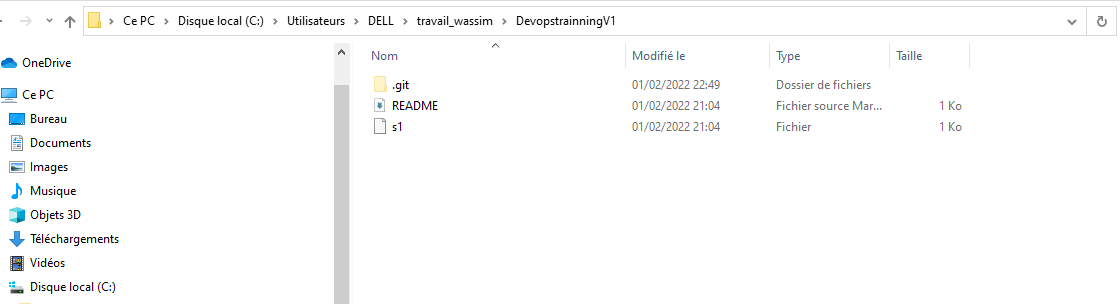 Ce PC > Disque local (C:) > Utilisateurs > DELL > travail_wassim > DevopstrainningV1
OneDrive
Ce PC
Bureau
Documents
Images
Musique
Objets 3D
Téléchargements
Vidéos
Disque local (C:)
Nom Modifié le Type Taille
.git 01/02/2022 22:49 Dossier de fichiers
README 01/02/2022 21:04 Fichier source Mar... 1 Ko
s1 01/02/2022 21:04 Fichier 1 Ko